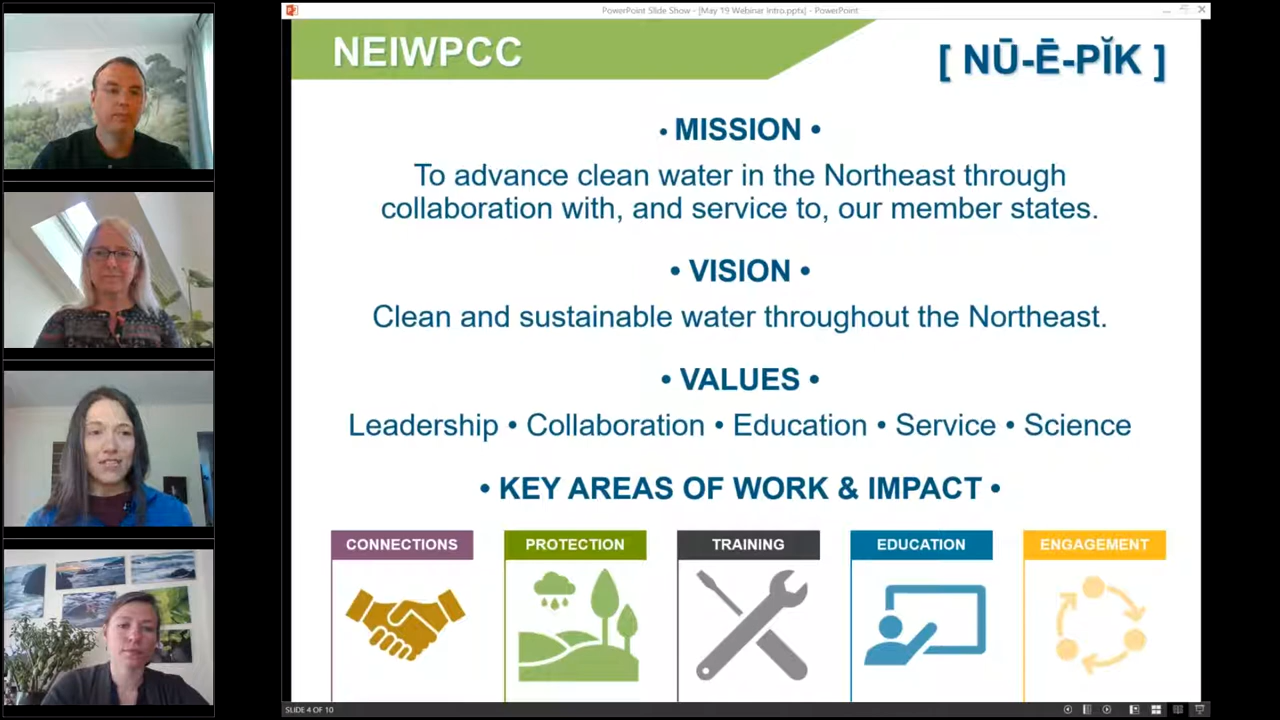 PowerPoint Slide Show - [May 19 Webinar Intro.pptx] - PowerPoint
NEIWPCC
[ NŪ-Ē-PĬK ]
• MISSION •
To advance clean water in the Northeast through
collaboration with, and service to, our member states.
• VISION •
Clean and sustainable water throughout the Northeast.
• VALUES •
Leadership • Collaboration • Education • Service • Science
• KEY AREAS OF WORK & IMPACT •
CONNECTIONS
PROTECTION
TRAINING
EDUCATION
ENGAGEMENT
SLIDE 4 OF 10